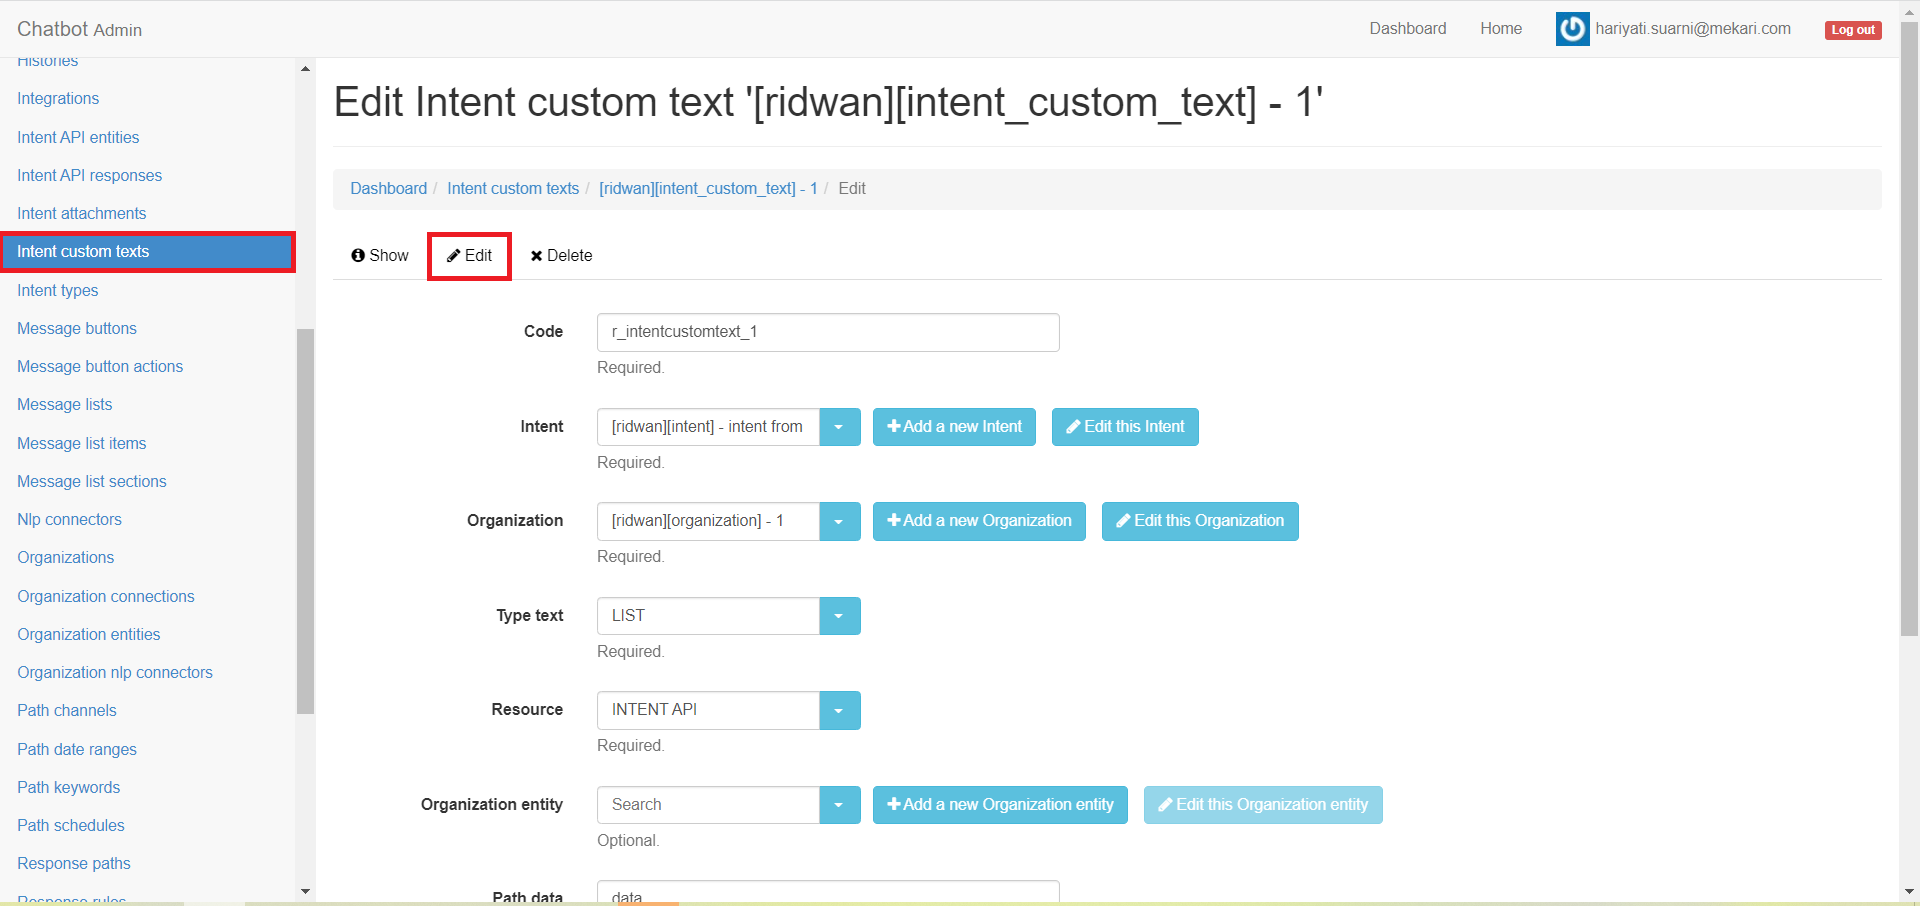 Chatbot Admin
Dashboard
Home
hariyati.suarni@mekari.com
Log out
Histories
Integrations
Intent API entities
Intent API responses
Intent attachments
Intent custom texts
Intent types
Message buttons
Message button actions
Message lists
Message list items
Message list sections
Nlp connectors
Organizations
Organization connections
Organization entities
Organization nlp connectors
Path channels
Path date ranges
Path keywords
Path schedules
Response paths
Response rules
Edit Intent custom text '[ridwan][intent_custom_text] - 1'
Dashboard / Intent custom texts / [ridwan][intent_custom_text] - 1 / Edit
Show
Edit
Delete
Code
r_intentcustomtext_1
Required.
Intent
[ridwan][intent] - intent from
Add a new Intent
Edit this Intent
Required.
Organization
[ridwan][organization] - 1
Add a new Organization
Edit this Organization
Required.
Type text
LIST
Required.
Resource
INTENT API
Required.
Organization entity
Search
Add a new Organization entity
Edit this Organization entity
Optional.
Path data
data